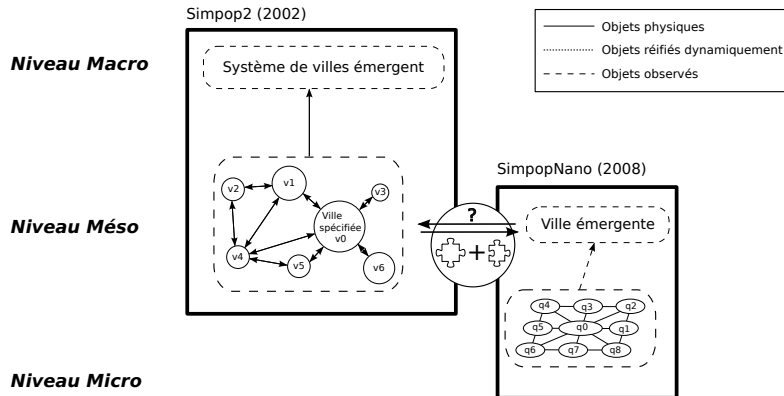 Simpop2 (2002)
Objets physiques
Objets réifiés dynamiquement
Objets observés
Niveau Macro
Système de villes émergent
SimpopNano (2008)
v1
v2
v3
Ville
spécifiée
v0
v4
v5
v6
Niveau Méso
?
+
Ville émergente
q4
q3
q2
q5
q0
q1
q6
q7
q8
Niveau Micro